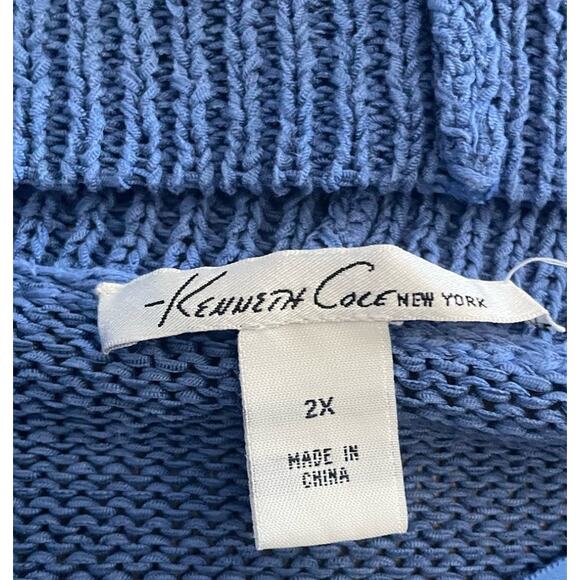 Kenneth Cole NEW YORK
2X
MADE IN
CHINA